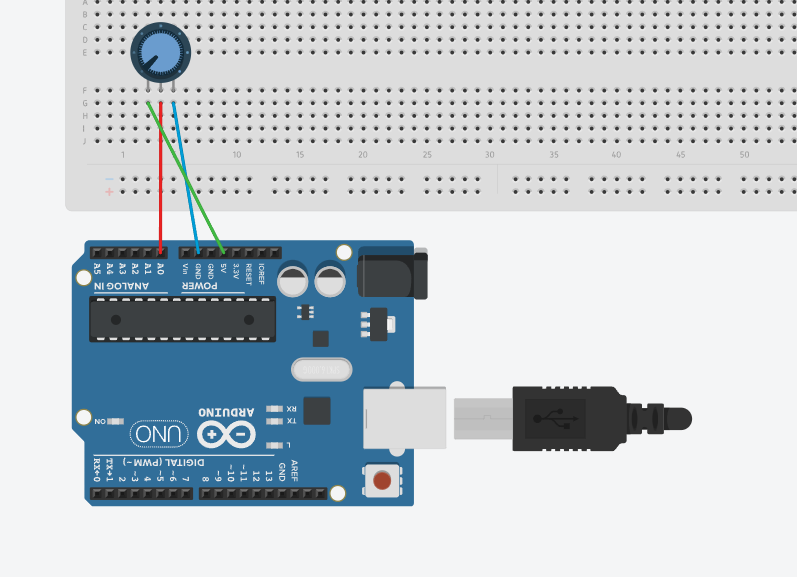 A
B
C
D
E
F
G
H
I
J
1 10 15 20 25 30 35 40 45 50
−
+
A5 A4 A3 A2 A1 A0 Vin GND GND 5V 3.3V RESET IOREF
ANALOG IN POWER
RX
TX
ARDUINO
ON
UNO
L
DIGITAL (PWM~)
RX←0 TX→1 2 ~3 4 ~5 ~6 7 8 ~9 ~10 ~11 12 13 GND AREF